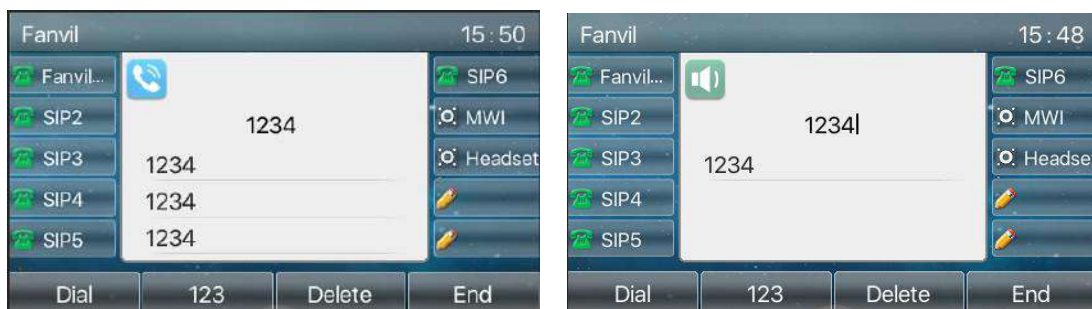 Fanvil 15:50
Fanvil... SIP6
SIP2 1234 MWI
SIP3 1234 Headset
SIP4 1234
SIP5 1234
Dial 123 Delete End
Fanvil 15:48
Fanvil... SIP6
SIP2 1234 MWI
SIP3 1234 Headse
SIP4
SIP5
Dial 123 Delete End